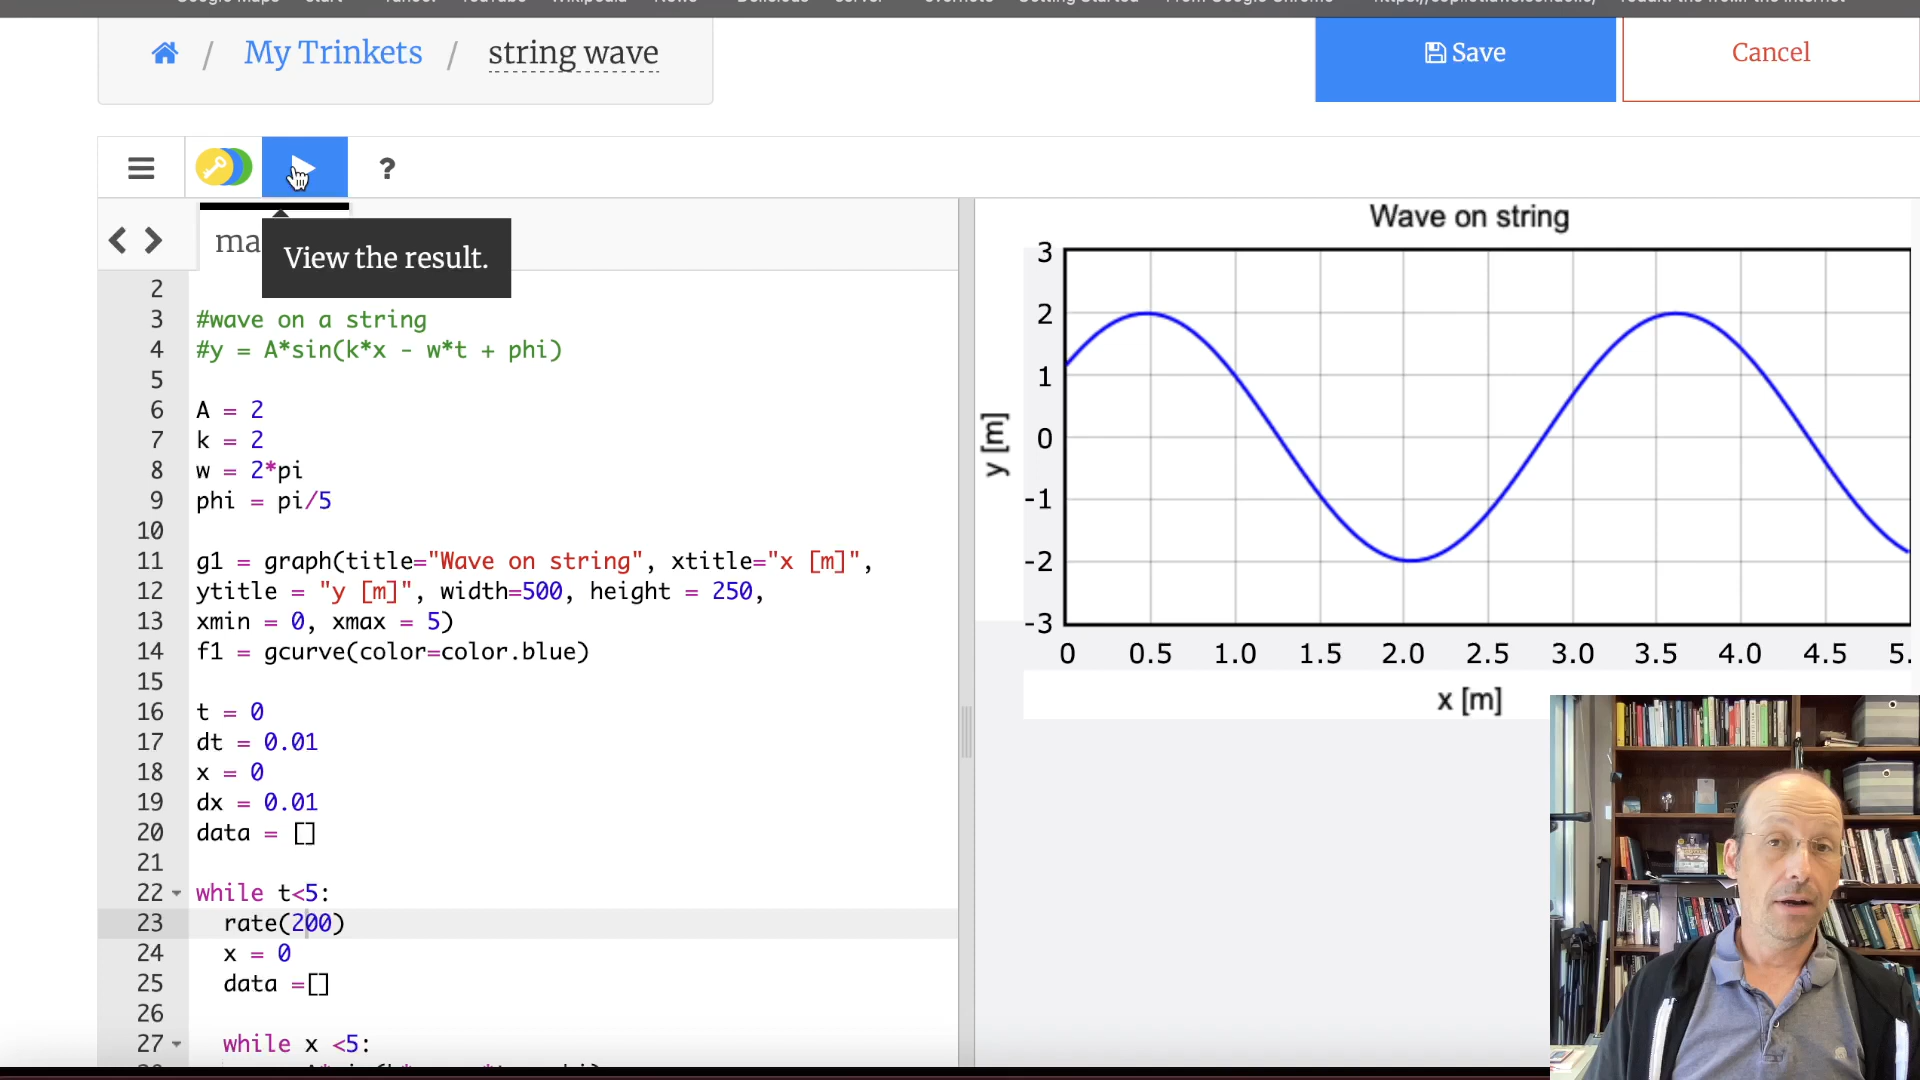 My Trinkets / string wave
Save
Cancel
?
ma
View the result.
2
3 #wave on a string
4 #y = A*sin(k*x - w*t + phi)
5
6 A = 2
7 k = 2
8 w = 2*pi
9 phi = pi/5
10
11 g1 = graph(title="Wave on string", xtitle="x [m]",
12 ytitle = "y [m]", width=500, height = 250,
13 xmin = 0, xmax = 5)
14 f1 = gcurve(color=color.blue)
15
16 t = 0
17 dt = 0.01
18 x = 0
19 dx = 0.01
20 data = []
21
22 while t<5:
23 rate(200)
24 x = 0
25 data =[]
26
27 while x <5:
Wave on string
3
2
1
0
-1
-2
-3
y [m]
0 0.5 1.0 1.5 2.0 2.5 3.0 3.5 4.0 4.5 5.
x [m]